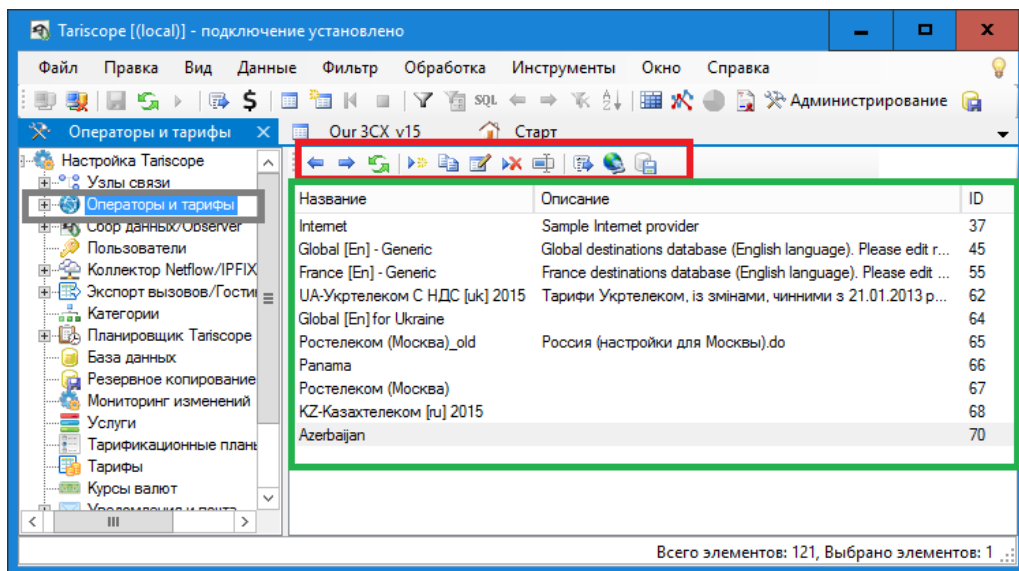 Tariscope [(local)] - подключение установлено
Файл Правка Вид Данные Фильтр Обработка Инструменты Окно Справка
SQL Администрирование
Операторы и тарифы
Our 3CX v15 Старт
Настройка Tariscope
Узлы связи
Операторы и тарифы
Сбор данных/Observer
Пользователи
Коллектор Netflow/IPFIX
Экспорт вызовов/Гости
Категории
Планировщик Tariscope
База данных
Резервное копирование
Мониторинг изменений
Услуги
Тарификационные план
Тарифы
Курсы валют
Уведомления и почта
Название Описание ID
Internet Sample Internet provider 37
Global [En] - Generic Global destinations database (English language). Please edit r... 45
France [En] - Generic France destinations database (English language). Please edit ... 55
UA-Укртелеком С НДС [uk] 2015 Тарифи Укртелеком, із змінами, чинними з 21.01.2013 р... 62
Global [En] for Ukraine 64
Ростелеком (Москва)_old Россия (настройки для Москвы).do 65
Panama 66
Ростелеком (Москва) 67
KZ-Казахтелеком [ru] 2015 68
Azerbaijan 70
Всего элементов: 121, Выбрано элементов: 1